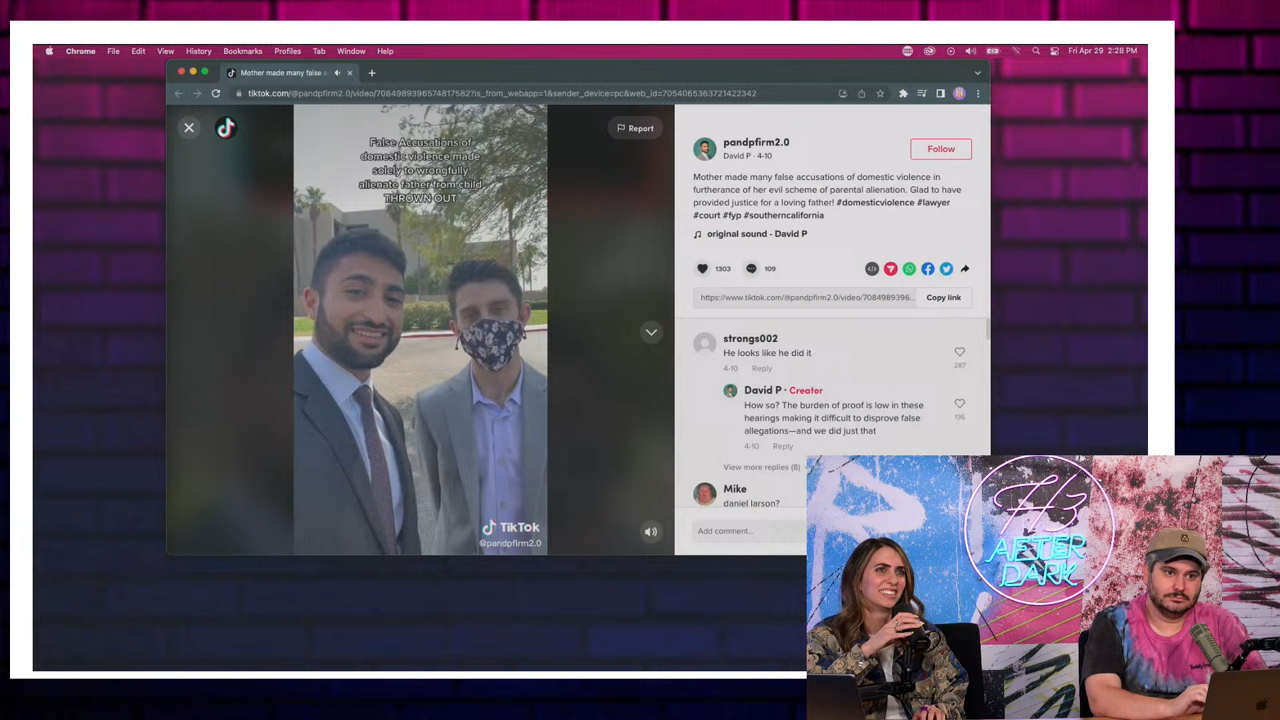 Chrome File Edit View History Bookmarks Profiles Tab Window Help
Fri Apr 29 2:28 PM
Mother made many false a
tiktok.com/@pandpfirm2.0/video/7084989396574817582?is_from_webapp=1&sender_device=pc&web_id=7054065363721422342
Report
False Accusations of
domestic violence made
solely to wrongfully
alienate father from child
THROWN OUT
TikTok
@pandpfirm2.0
pandpfirm2.0
David P · 4-10
Follow
Mother made many false accusations of domestic violence in
furtherance of her evil scheme of parental alienation. Glad to have
provided justice for a loving father! #domesticviolence #lawyer
#court #fyp #southerncalifornia
original sound - David P
1303
109
https://www.tiktok.com/@pandpfirm2.0/video/7084989396...
Copy link
strongs002
He looks like he did it
4-10 Reply
287
David P · Creator
How so? The burden of proof is low in these
hearings making it difficult to disprove false
allegations—and we did just that
136
4-10 Reply
View more replies (8)
Mike
daniel larson?
Add comment...
H3
AFTER
DARK